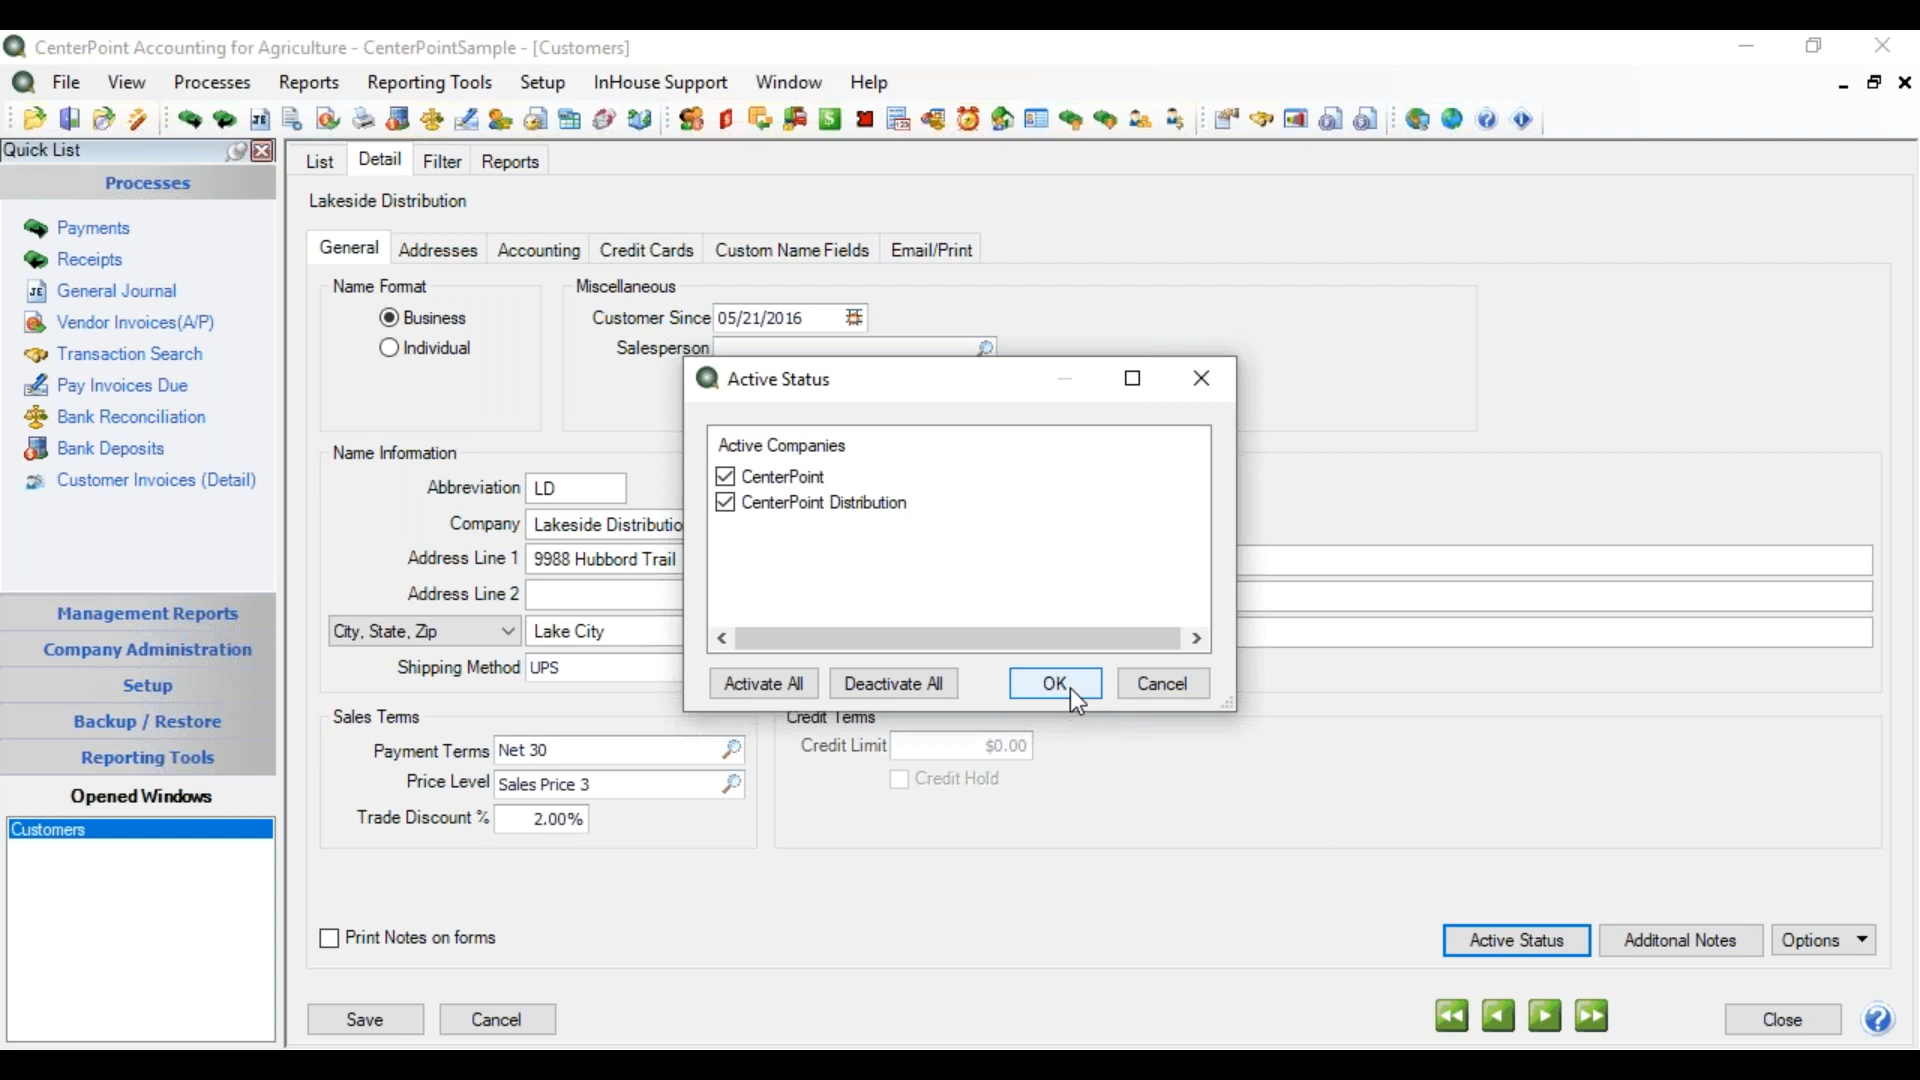 CenterPoint Accounting for Agriculture - CenterPointSample - [Customers]
File View Processes Reports Reporting Tools Setup InHouse Support Window Help
Quick List
Processes
Payments
Receipts
JE General Journal
Vendor Invoices(A/P)
Transaction Search
Pay Invoices Due
Bank Reconciliation
Bank Deposits
Customer Invoices (Detail)
Management Reports
Company Administration
Setup
Backup / Restore
Reporting Tools
Opened Windows
Customers
List Detail Filter Reports
Lakeside Distribution
General Addresses Accounting Credit Cards Custom Name Fields Email/Print
Name Format
Business
Individual
Miscellaneous
Customer Since 05/21/2016
Salesperson
Name Information
Abbreviation LD
Company Lakeside Distributio
Address Line 1 9988 Hubbord Trail
Address Line 2
City, State, Zip Lake City
Shipping Method UPS
Active Status
Active Companies
CenterPoint
CenterPoint Distribution
Activate All Deactivate All OK Cancel
Sales Terms
Payment Terms Net 30
Price Level Sales Price 3
Trade Discount % 2.00%
Credit Terms
Credit Limit $0.00
Credit Hold
Print Notes on forms
Active Status Additonal Notes Options
Save Cancel Close